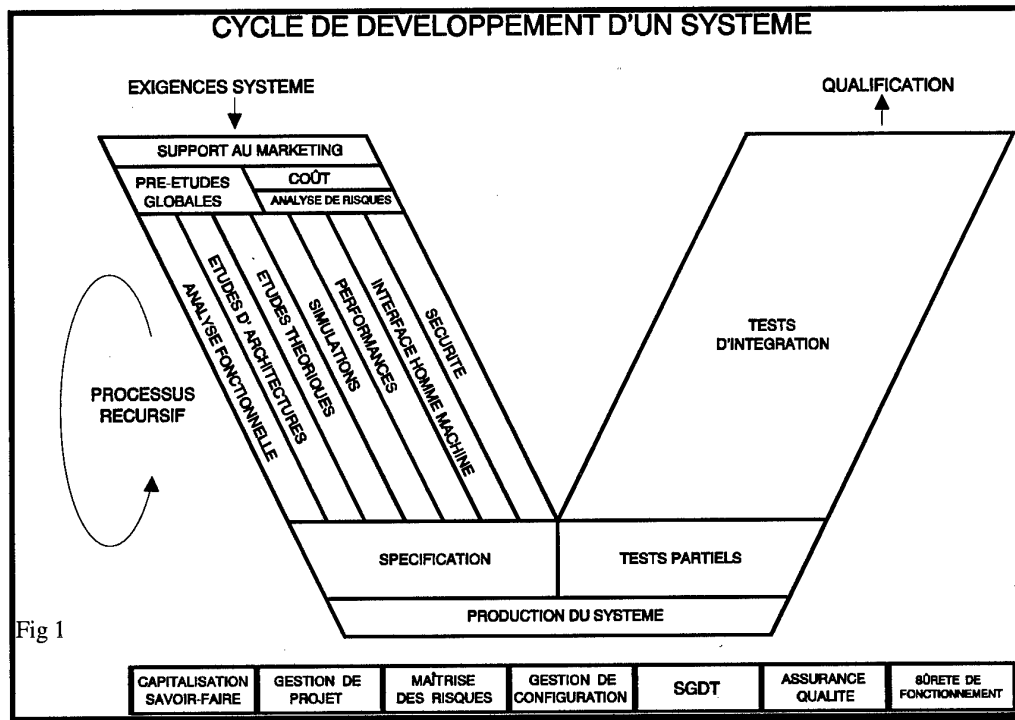 CYCLE DE DEVELOPPEMENT D'UN SYSTEME
EXIGENCES SYSTEME
QUALIFICATION
SUPPORT AU MARKETING
PRE-ETUDES
GLOBALES
COÛT
ANALYSE DE RISQUES
ANALYSE FONCTIONNELLE
ETUDES D' ARCHITECTURES
ETUDES THEORIQUES
SIMULATIONS
PERFORMANCES
INTERFACE HOMME MACHINE
SECURITE
PROCESSUS
RECURSIF
TESTS
D'INTEGRATION
SPECIFICATION
TESTS PARTIELS
PRODUCTION DU SYSTEME
Fig 1
CAPITALISATION
SAVOIR-FAIRE
GESTION DE
PROJET
MAÎTRISE
DES RISQUES
GESTION DE
CONFIGURATION
SGDT
ASSURANCE
QUALITE
SÛRETE DE
FONCTIONNEMENT